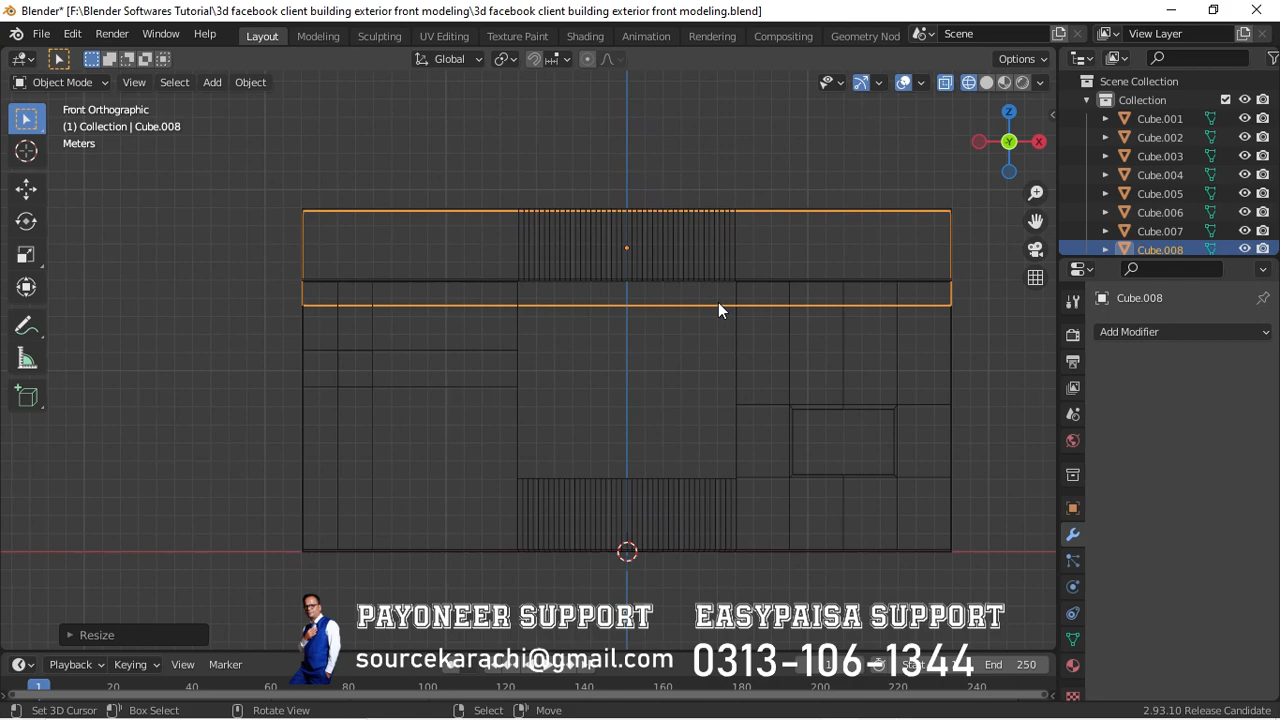 Blender* [F:\Blender Softwares Tutorial\3d facebook client building exterior front modeling\3d facebook client building exterior front modeling.blend]
File Edit Render Window Help Layout Modeling Sculpting UV Editing Texture Paint Shading Animation Rendering Compositing Geometry Nod Scene View Layer
Global Options
Object Mode View Select Add Object
Scene Collection
Collection
Cube.001
Cube.002
Cube.003
Cube.004
Cube.005
Cube.006
Cube.007
Cube.008
Front Orthographic
(1) Collection | Cube.008
Meters
Z
Y
X
Cube.008
Add Modifier
Resize
PAYONEER SUPPORT
sourcekarachi@gmail.com
EASYPAISA SUPPORT
0313-106-1344
Playback Keying View Marker Start End 250
1 20 80 100 120 140 160 180 200 220 240
Set 3D Cursor Box Select Rotate View Select Move 2.93.10 Release Candidate